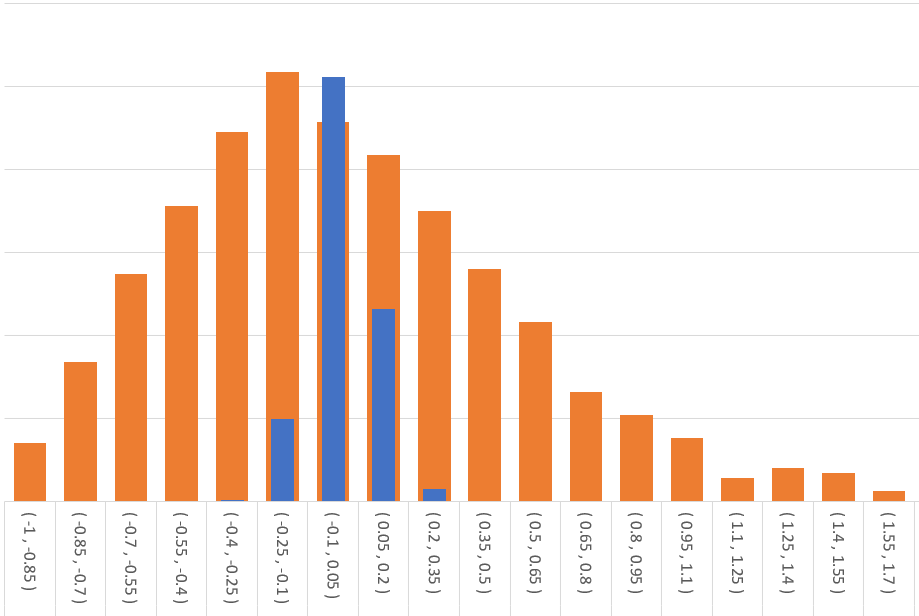 ( -1 , -0.85 )
( -0.85 , -0.7 )
( -0.7 , -0.55 )
( -0.55 , -0.4 )
( -0.4 , -0.25 )
( -0.25 , -0.1 )
( -0.1 , 0.05 )
( 0.05 , 0.2 )
( 0.2 , 0.35 )
( 0.35 , 0.5 )
( 0.5 , 0.65 )
( 0.65 , 0.8 )
( 0.8 , 0.95 )
( 0.95 , 1.1 )
( 1.1 , 1.25 )
( 1.25 , 1.4 )
( 1.4 , 1.55 )
( 1.55 , 1.7 )